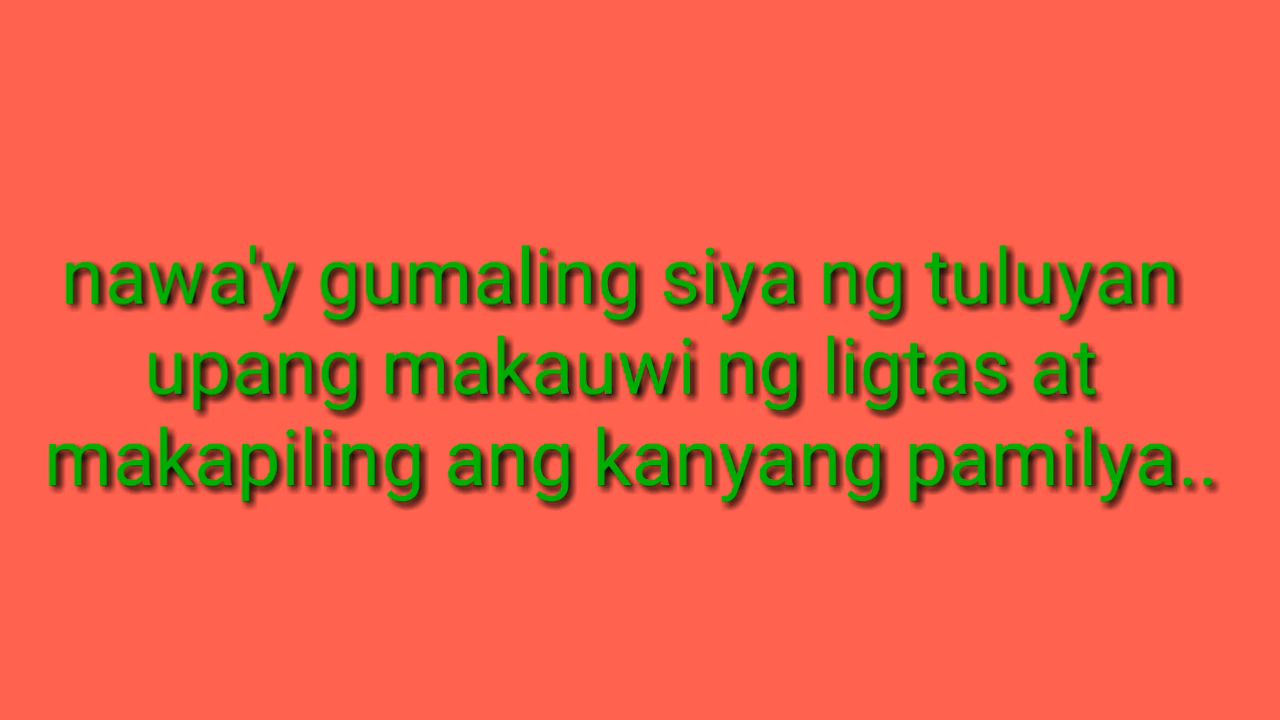 nawa'y gumaling siya ng tuluyan
upang makauwi ng ligtas at
makapiling ang kanyang pamilya..